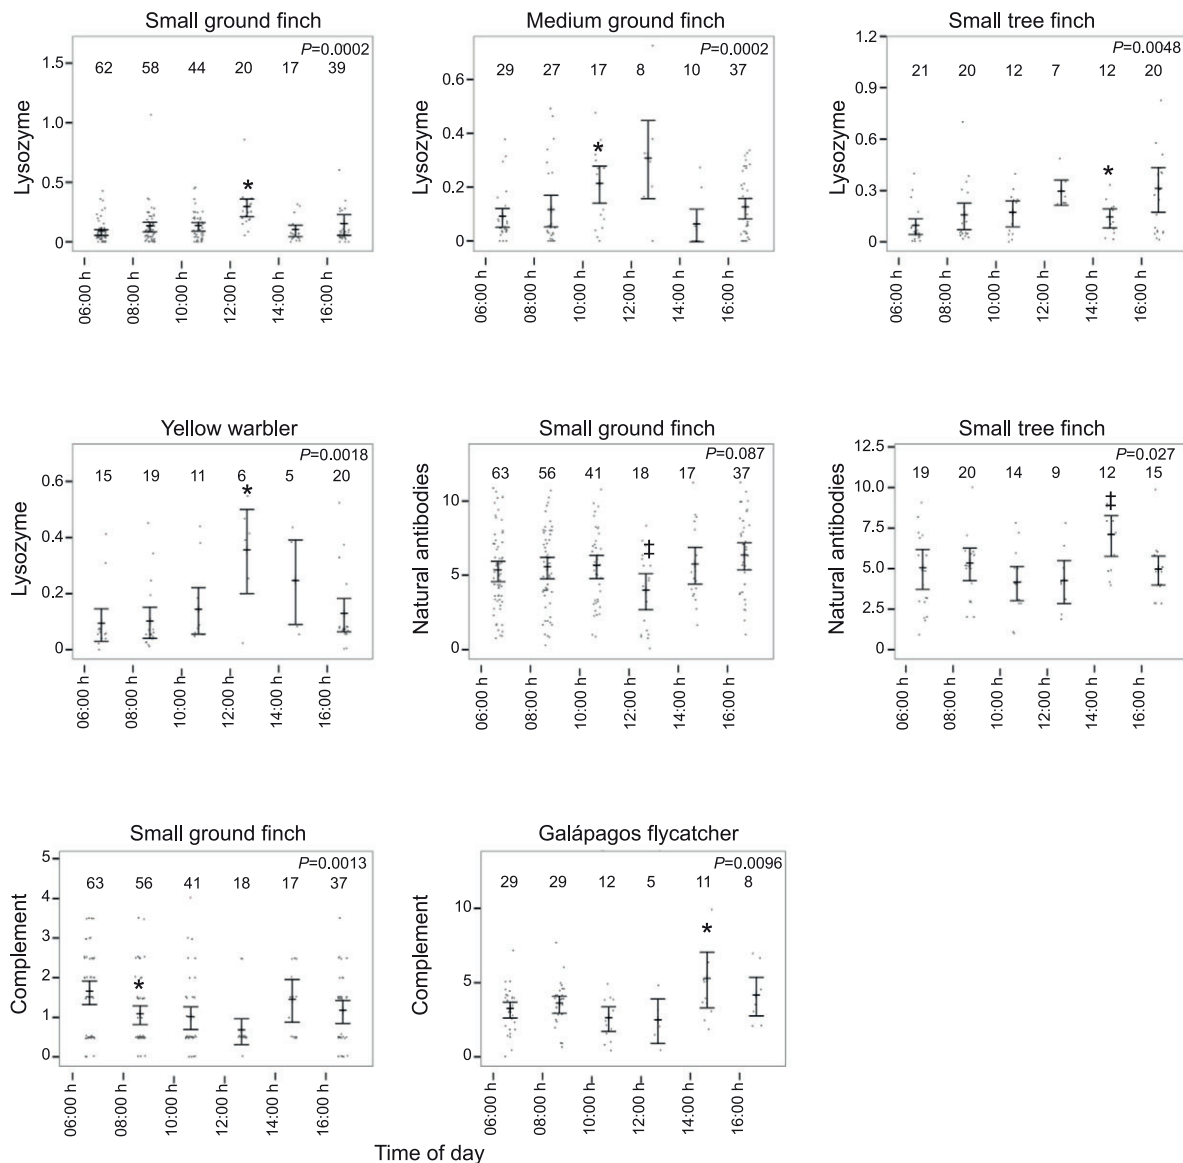 Small ground finch
P=0.0002
62 58 44 20 17 39
1.5
1.0
0.5
0
Lysozyme
*
06:00 h
08:00 h
10:00 h
12:00 h
14:00 h
16:00 h
Medium ground finch
P=0.0002
29 27 17 8 10 37
0.6
0.4
0.2
0
Lysozyme
*
06:00 h
08:00 h
10:00 h
12:00 h
14:00 h
16:00 h
Small tree finch
P=0.0048
21 20 12 7 12 20
1.2
0.9
0.6
0.3
0
Lysozyme
*
06:00 h
08:00 h
10:00 h
12:00 h
14:00 h
16:00 h
Yellow warbler
P=0.0018
15 19 11 6 5 20
0.6
0.4
0.2
0
Lysozyme
*
06:00 h
08:00 h
10:00 h
12:00 h
14:00 h
16:00 h
Small ground finch
P=0.087
63 56 41 18 17 37
10
5
0
Natural antibodies
‡
06:00 h
08:00 h
10:00 h
12:00 h
14:00 h
16:00 h
Small tree finch
P=0.027
19 20 14 9 12 15
12.5
10.0
7.5
5.0
2.5
0
Natural antibodies
‡
06:00 h
08:00 h
10:00 h
12:00 h
14:00 h
16:00 h
Small ground finch
P=0.0013
63 56 41 18 17 37
5
4
3
2
1
0
Complement
*
06:00 h
08:00 h
10:00 h
12:00 h
14:00 h
16:00 h
Galápagos flycatcher
P=0.0096
29 29 12 5 11 8
10
5
0
Complement
*
06:00 h
08:00 h
10:00 h
12:00 h
14:00 h
16:00 h
Time of day